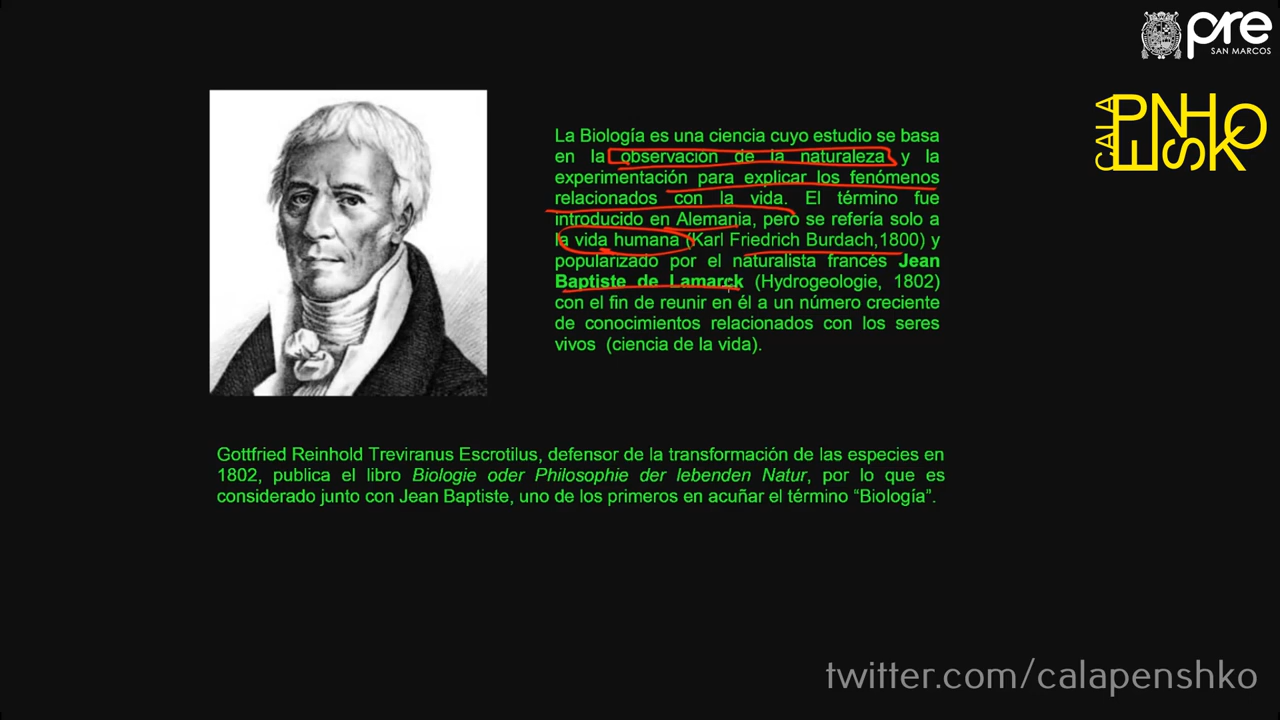 pre
SAN MARCOS
CALA
PENSHKO
La Biología es una ciencia cuyo estudio se basa
en la observación de la naturaleza y la
experimentación para explicar los fenómenos
relacionados con la vida. El término fue
introducido en Alemania, pero se refería solo a
la vida humana (Karl Friedrich Burdach,1800) y
popularizado por el naturalista francés Jean
Baptiste de Lamarck (Hydrogeologie, 1802)
con el fin de reunir en él a un número creciente
de conocimientos relacionados con los seres
vivos (ciencia de la vida).
Gottfried Reinhold Treviranus Escrotilus, defensor de la transformación de las especies en
1802, publica el libro Biologie oder Philosophie der lebenden Natur, por lo que es
considerado junto con Jean Baptiste, uno de los primeros en acuñar el término “Biología”.
twitter.com/calapenshko